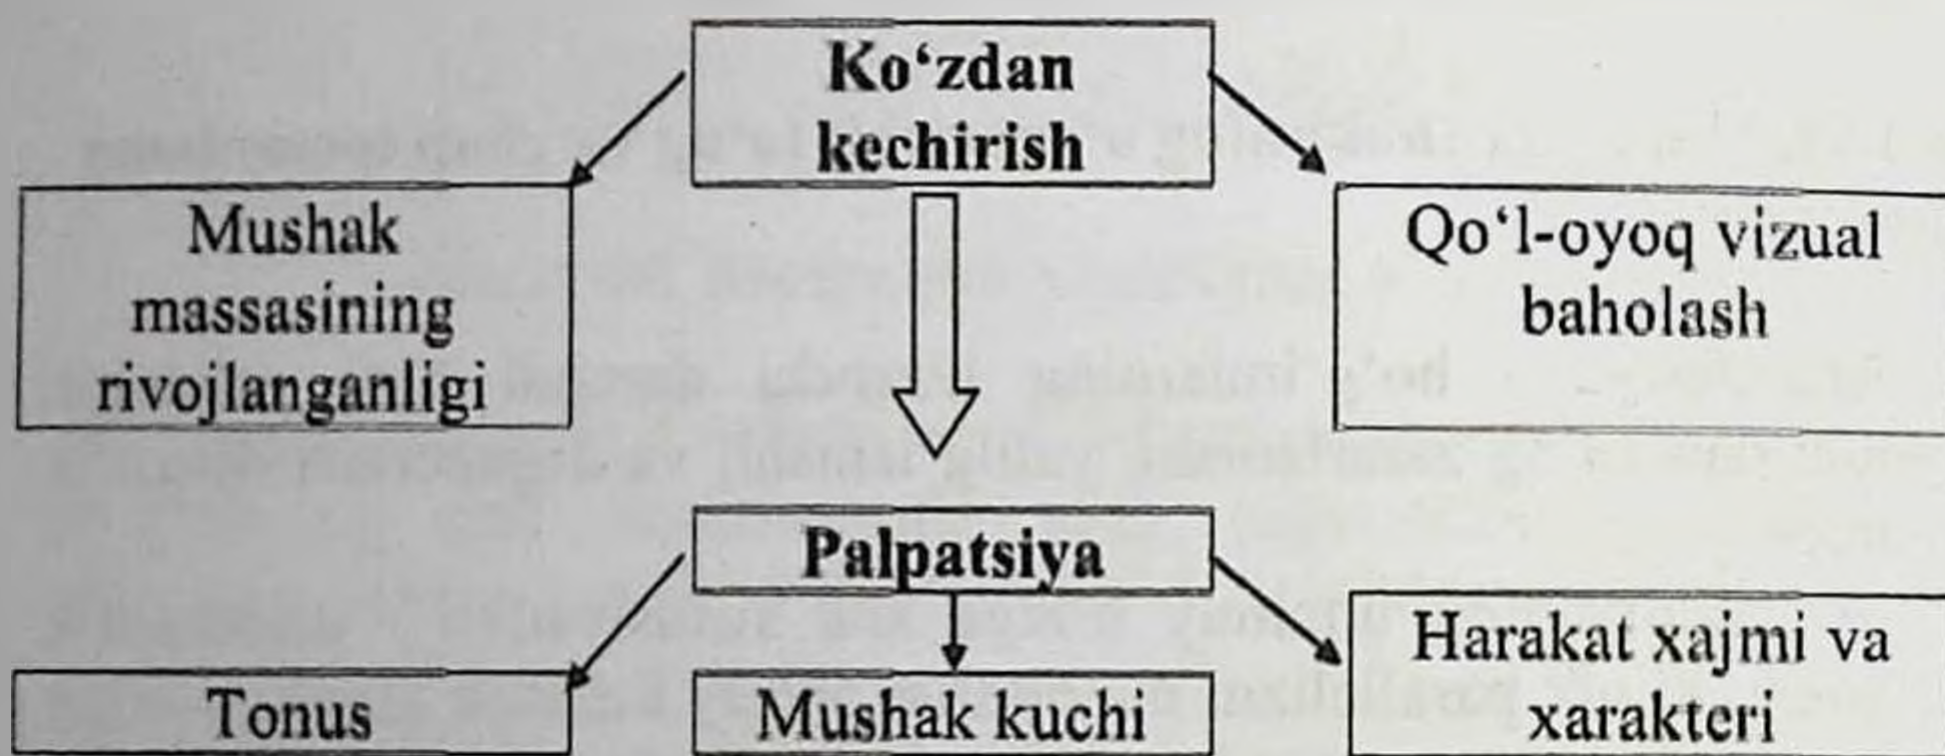 Ko‘zdan
kechirish
Mushak
massasining
rivojlanganligi
Qo‘l-oyoq vizual
baholash
Palpatsiya
Tonus
Mushak kuchi
Harakat xajmi va
xarakteri